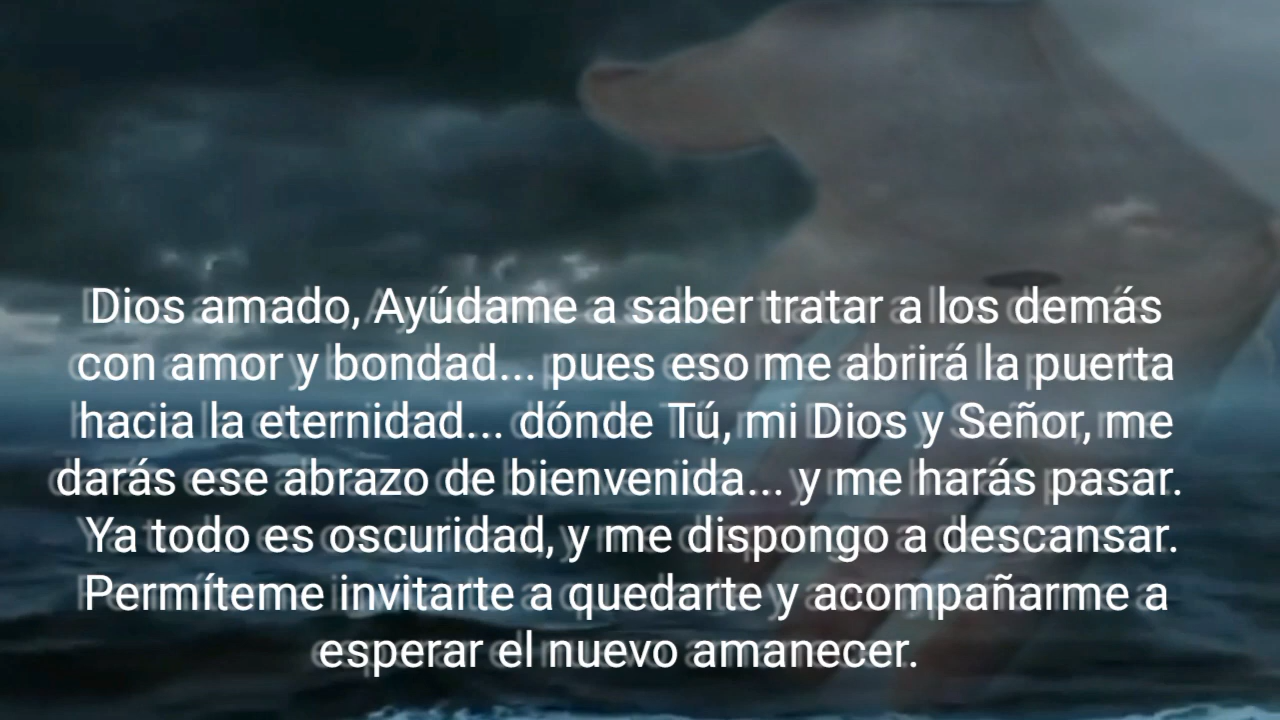 Dios amado, Ayúdame a saber tratar a los demás
con amor y bondad... pues eso me abrirá la puerta
hacia la eternidad... dónde Tú, mi Dios y Señor, me
darás ese abrazo de bienvenida... y me harás pasar.
Ya todo es oscuridad, y me dispongo a descansar.
Permíteme invitarte a quedarte y acompañarme a
esperar el nuevo amanecer.